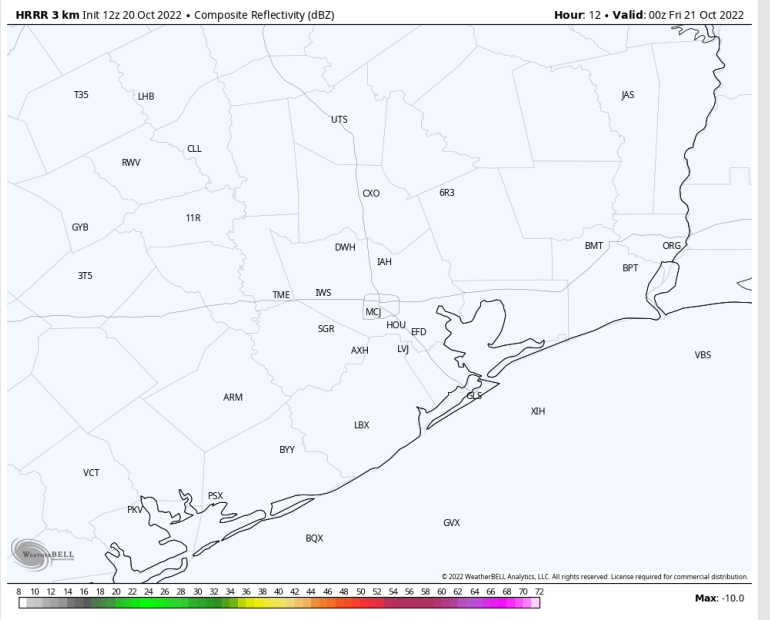 HRRR 3 km Init 12z 20 Oct 2022 • Composite Reflectivity (dBZ)
Hour: 12 • Valid: 00z Fri 21 Oct 2022
T35
LHB
JAS
UTS
CLL
RWV
CXO
6R3
11R
GYB
DWH
IAH
BMT
ORG
BPT
3T5
TME
IWS
MCJ
SGR
HOU
EFD
AXH
LVJ
VBS
ARM
GLS
XIH
LBX
BYY
VCT
PSX
PKV
GVX
BQX
WEATHERBELL
© 2022 WeatherBELL Analytics, LLC. All rights reserved. License required for commercial distribution.
8 10 12 14 16 18 20 22 24 26 28 30 32 34 36 38 40 42 44 46 48 50 52 54 56 58 60 62 64 66 68 70 72
Max: -10.0